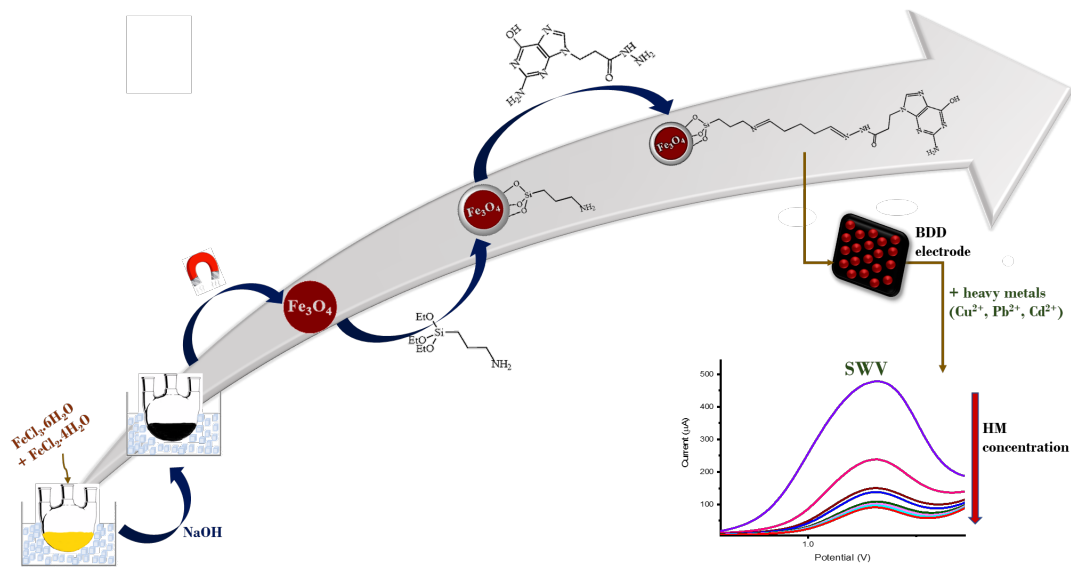 FeCl₃.6H₂O
+ FeCl₂.4H₂O
NaOH
Fe₃O₄
EtO
EtO
EtO
Si
NH₂
Fe₃O₄
O
O
O
Si
NH₂
OH
N
N
N
N
H₂N
O
NH
NH₂
Fe₃O₄
O
O
O
Si
N
N
NH
O
N
N
N
N
OH
H₂N
BDD
electrode
+ heavy metals
(Cu²⁺, Pb²⁺, Cd²⁺)
SWV
500
400
300
200
100
Current (µA)
1.0
Potential (V)
HM
concentration